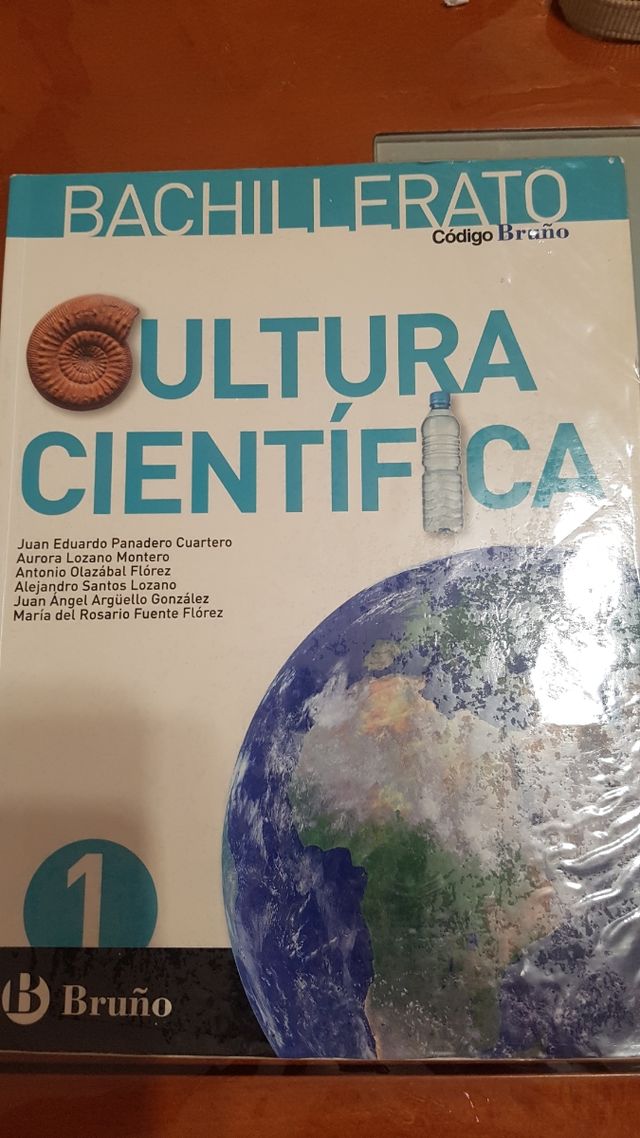 BACHILLERATO
Código Bruño
CULTURA
CIENTÍFICA
Juan Eduardo Panadero Cuartero
Aurora Lozano Montero
Antonio Olazábal Flórez
Alejandro Santos Lozano
Juan Ángel Argüello González
María del Rosario Fuente Flórez
1
B Bruño